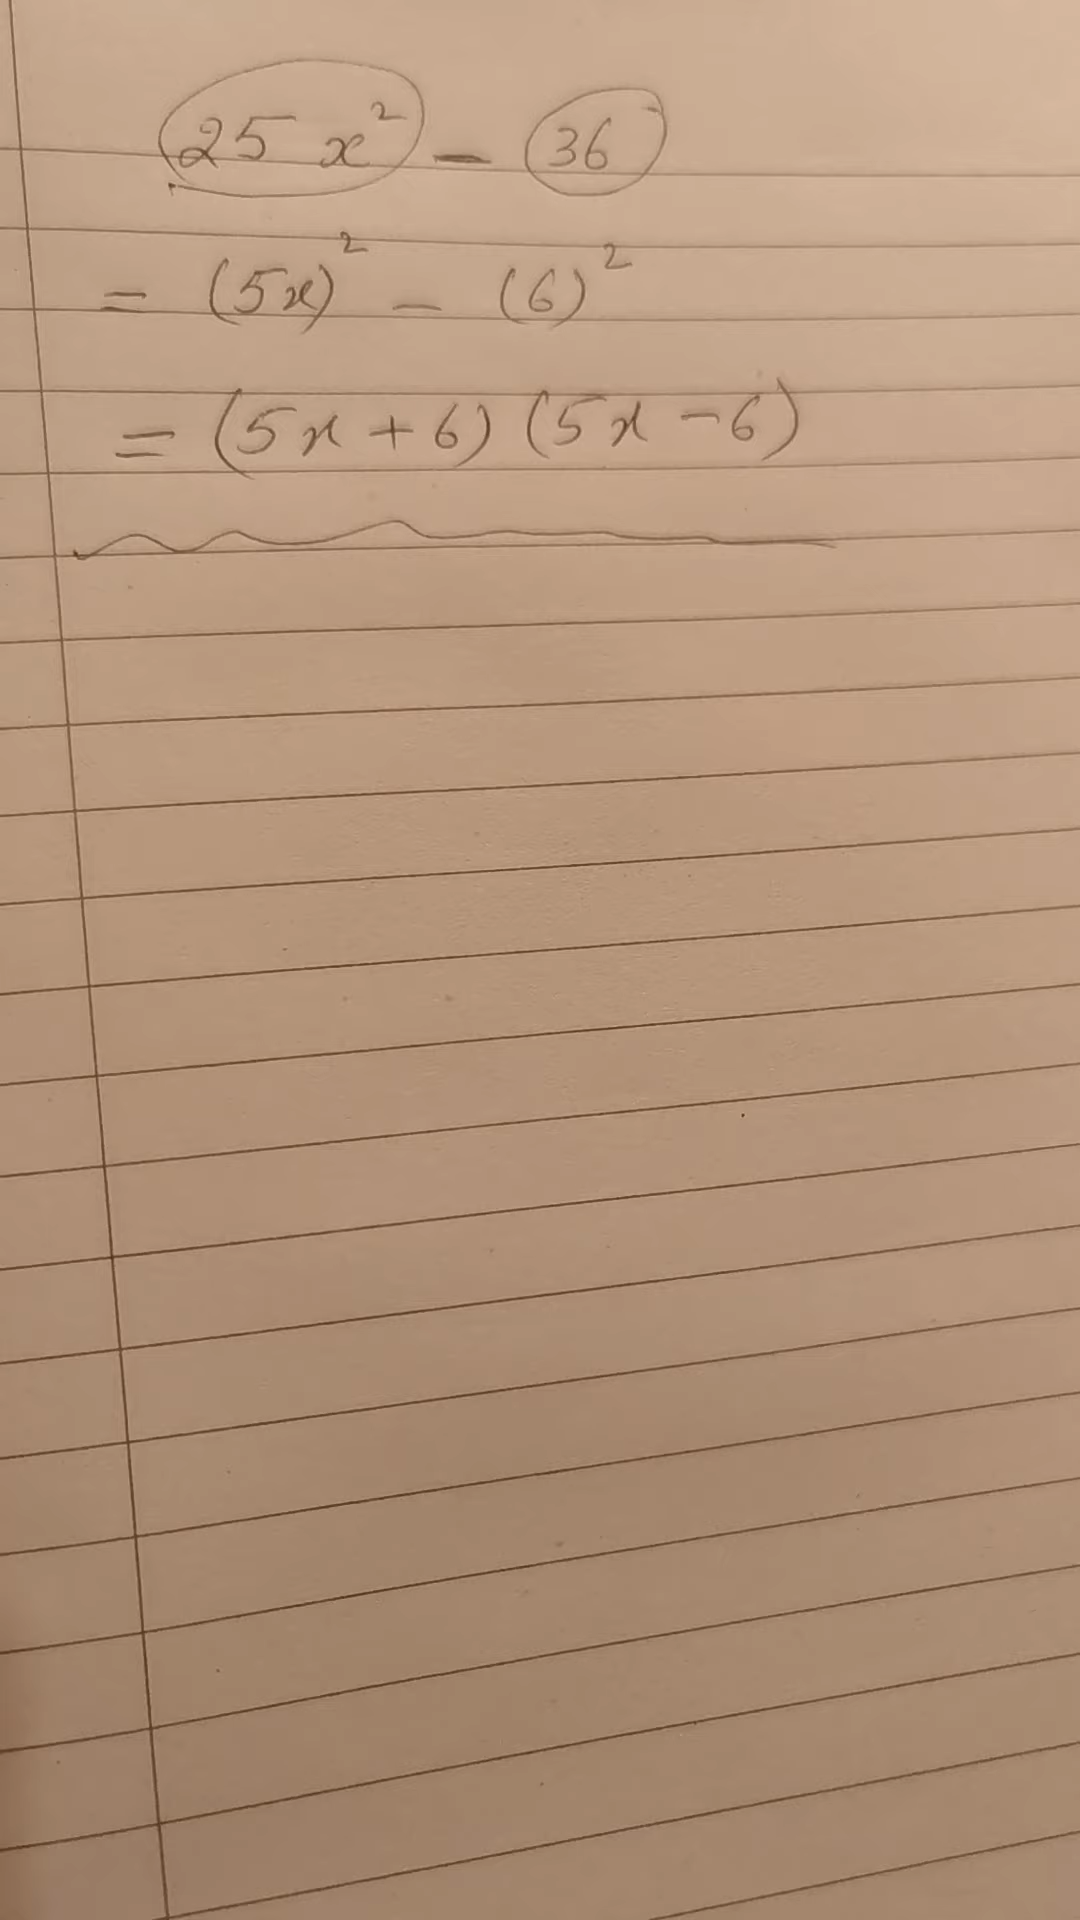 25x² - 36
= (5x)² - (6)²
= (5x+6) (5x-6)